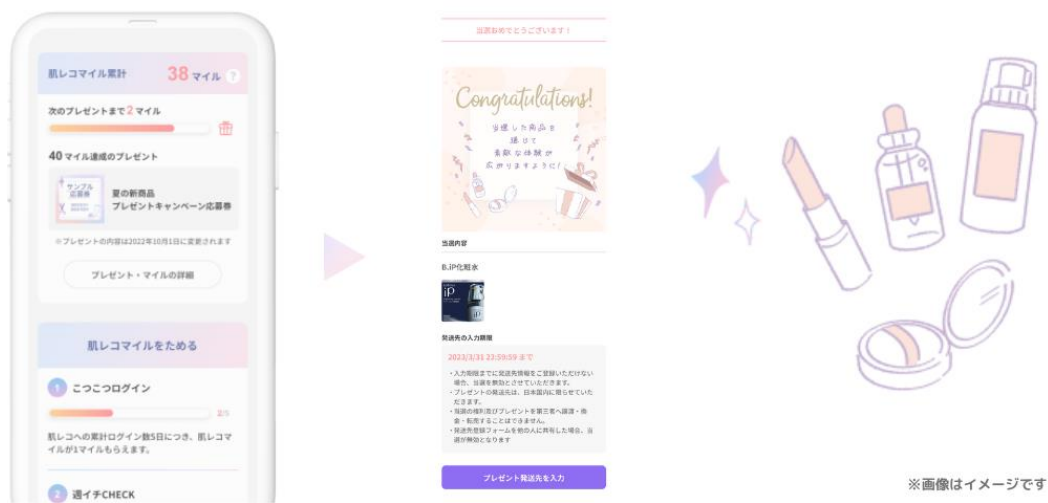 肌レコマイル累計 38 マイル ?
次のプレゼントまで2 マイル
40 マイル達成のプレゼント
サンプル
応募券
夏の新商品
プレゼントキャンペーン応募券
※プレゼントの内容は2022年10月1日に変更されます
プレゼント・マイルの詳細
肌レコマイルをためる
1 こつこつログイン
2/5
肌レコへの累計ログイン数5日につき、肌レコマ
イルが1マイルもらえます。
2 週イチCHECK
当選おめでとうございます!
Congratulations!
当選した商品を
通じて
素敵な体験が
広がりますように!
当選内容
B.iP化粧水
iP
発送先の入力期限
2023/3/31 23:59:59 まで
・入力期限までに発送先情報をご登録いただけない
場合、当選を無効とさせていただきます。
・プレゼントの発送先は、日本国内に限らせていた
だきます。
・当選の権利及びプレゼントを第三者へ譲渡・換
金・転売することはできません。
・発送先登録フォームを他の人に共有した場合、当
選が無効となります
プレゼント発送先を入力
※画像はイメージです